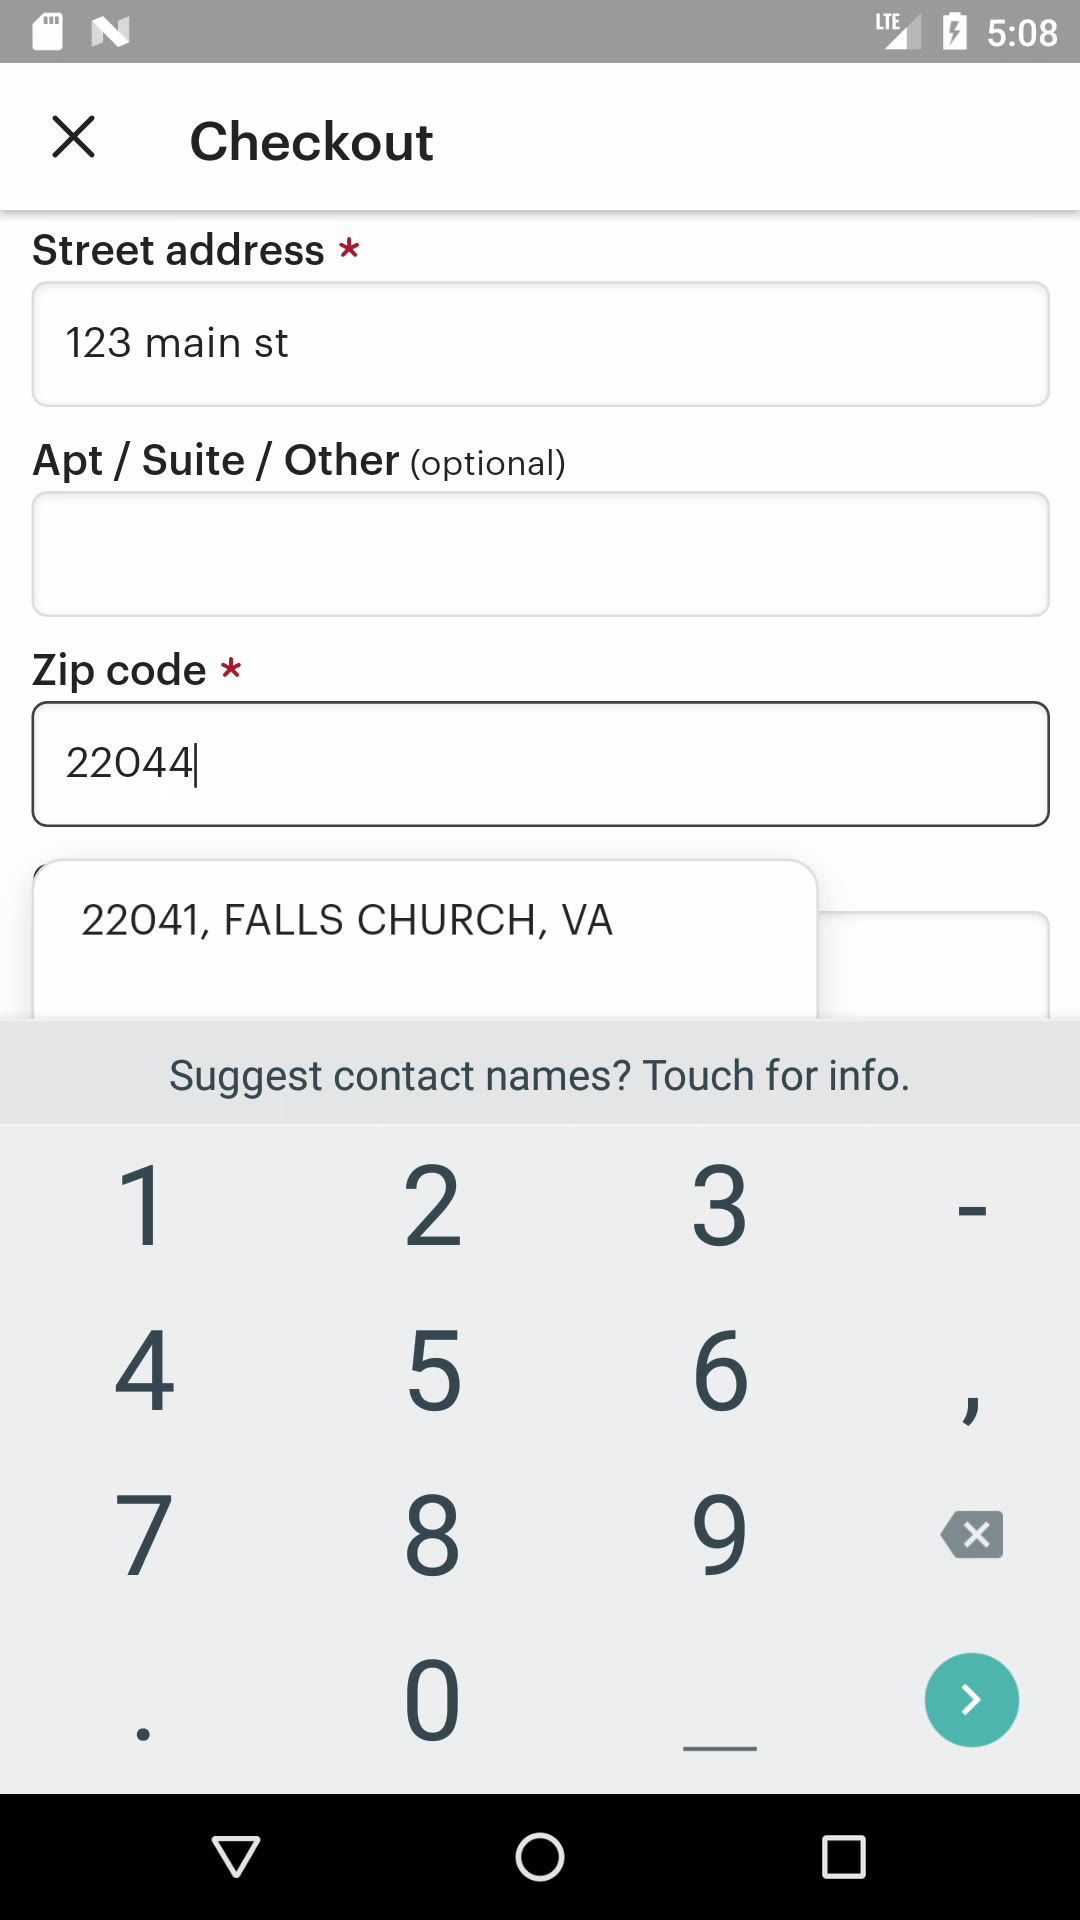 LTE 5:08
Checkout
Street address *
123 main st
Apt / Suite / Other (optional)
Zip code *
22044
22041, FALLS CHURCH, VA
Suggest contact names? Touch for info.
1 2 3 -
4 5 6 ,
7 8 9
. 0 _